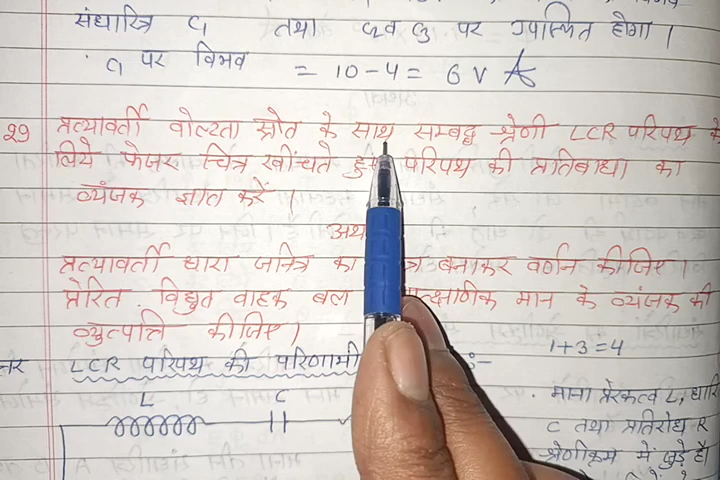 संधारित्र C₁ तथा C₂ व C₃ पर उपस्थित होगा।
C₁ पर विभव = 10 - 4 = 6 V
29 प्रत्यावर्ती वोल्टता स्रोत के साथ सम्बद्ध श्रेणी LCR परिपथ के
लिये फेजर चित्र खींचते परिपथ की प्रतिबाधा का
व्यंजक ज्ञात करें।
अथ
प्रत्यावर्ती धारा जनित्र का बनाकर वर्णन कीजिए।
प्रेरित विद्युत वाहक बल के व्यंजक की
व्युत्पत्ति कीजिए।
1+3=4
LCR परिपथ की परिणामी :-
L C
माना प्रेरकत्व L,
C तथा प्रतिरोध R
श्रेणीक्रम में जुड़े है